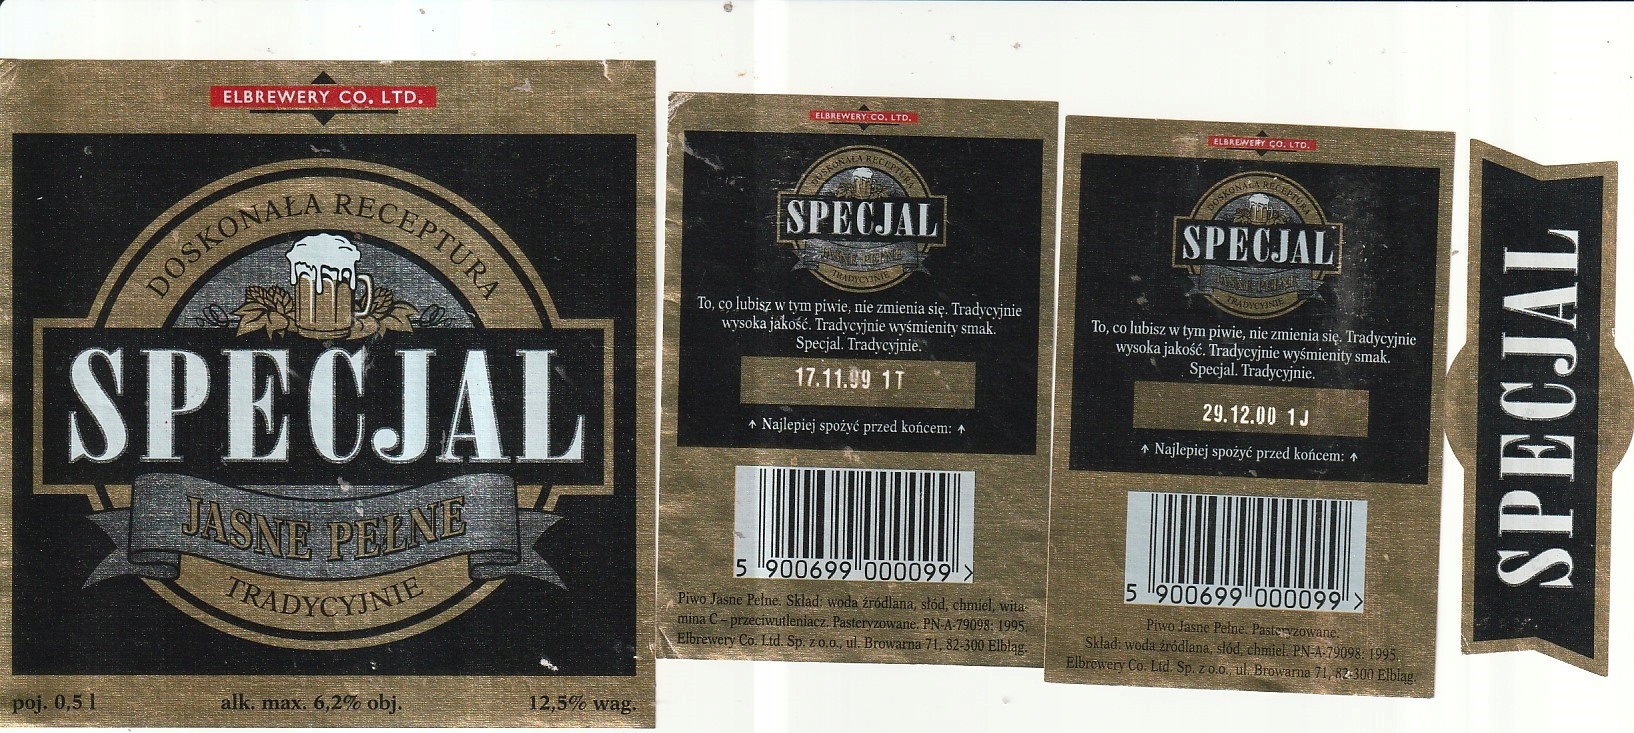 ELBREWERY CO. LTD.
DOSKONAŁA RECEPTURA
SPECJAL
JASNE PEŁNE
TRADYCYJNIE
poj. 0,5 l alk. max. 6,2% obj. 12,5% wag.
ELBREWERY CO. LTD.
DOSKONAŁA RECEPTURA
SPECJAL
JASNE PEŁNE
TRADYCYJNIE
To, co lubisz w tym piwie, nie zmienia się. Tradycyjnie
wysoka jakość. Tradycyjnie wyśmienity smak.
Specjal. Tradycyjnie.
17.11.99 1T
↑ Najlepiej spożyć przed końcem: ↑
5 900699 000099 >
Piwo Jasne Pełne. Skład: woda źródlana, słód, chmiel, wita-
mina C – przeciwutleniacz. Pasteryzowane. PN-A-79098: 1995.
Elbrewery Co. Ltd. Sp. z o.o., ul. Browarna 71, 82-300 Elbląg.
ELBREWERY CO. LTD.
DOSKONAŁA RECEPTURA
SPECJAL
JASNE PEŁNE
TRADYCYJNIE
To, co lubisz w tym piwie, nie zmienia się. Tradycyjnie
wysoka jakość. Tradycyjnie wyśmienity smak.
Specjal. Tradycyjnie.
29.12.00 1J
↑ Najlepiej spożyć przed końcem: ↑
5 900699 000099 >
Piwo Jasne Pełne. Pasteryzowane.
Skład: woda źródlana, słód, chmiel. PN-A-79098: 1995.
Elbrewery Co. Ltd. Sp. z o.o., ul. Browarna 71, 82-300 Elbląg.
SPECJAL